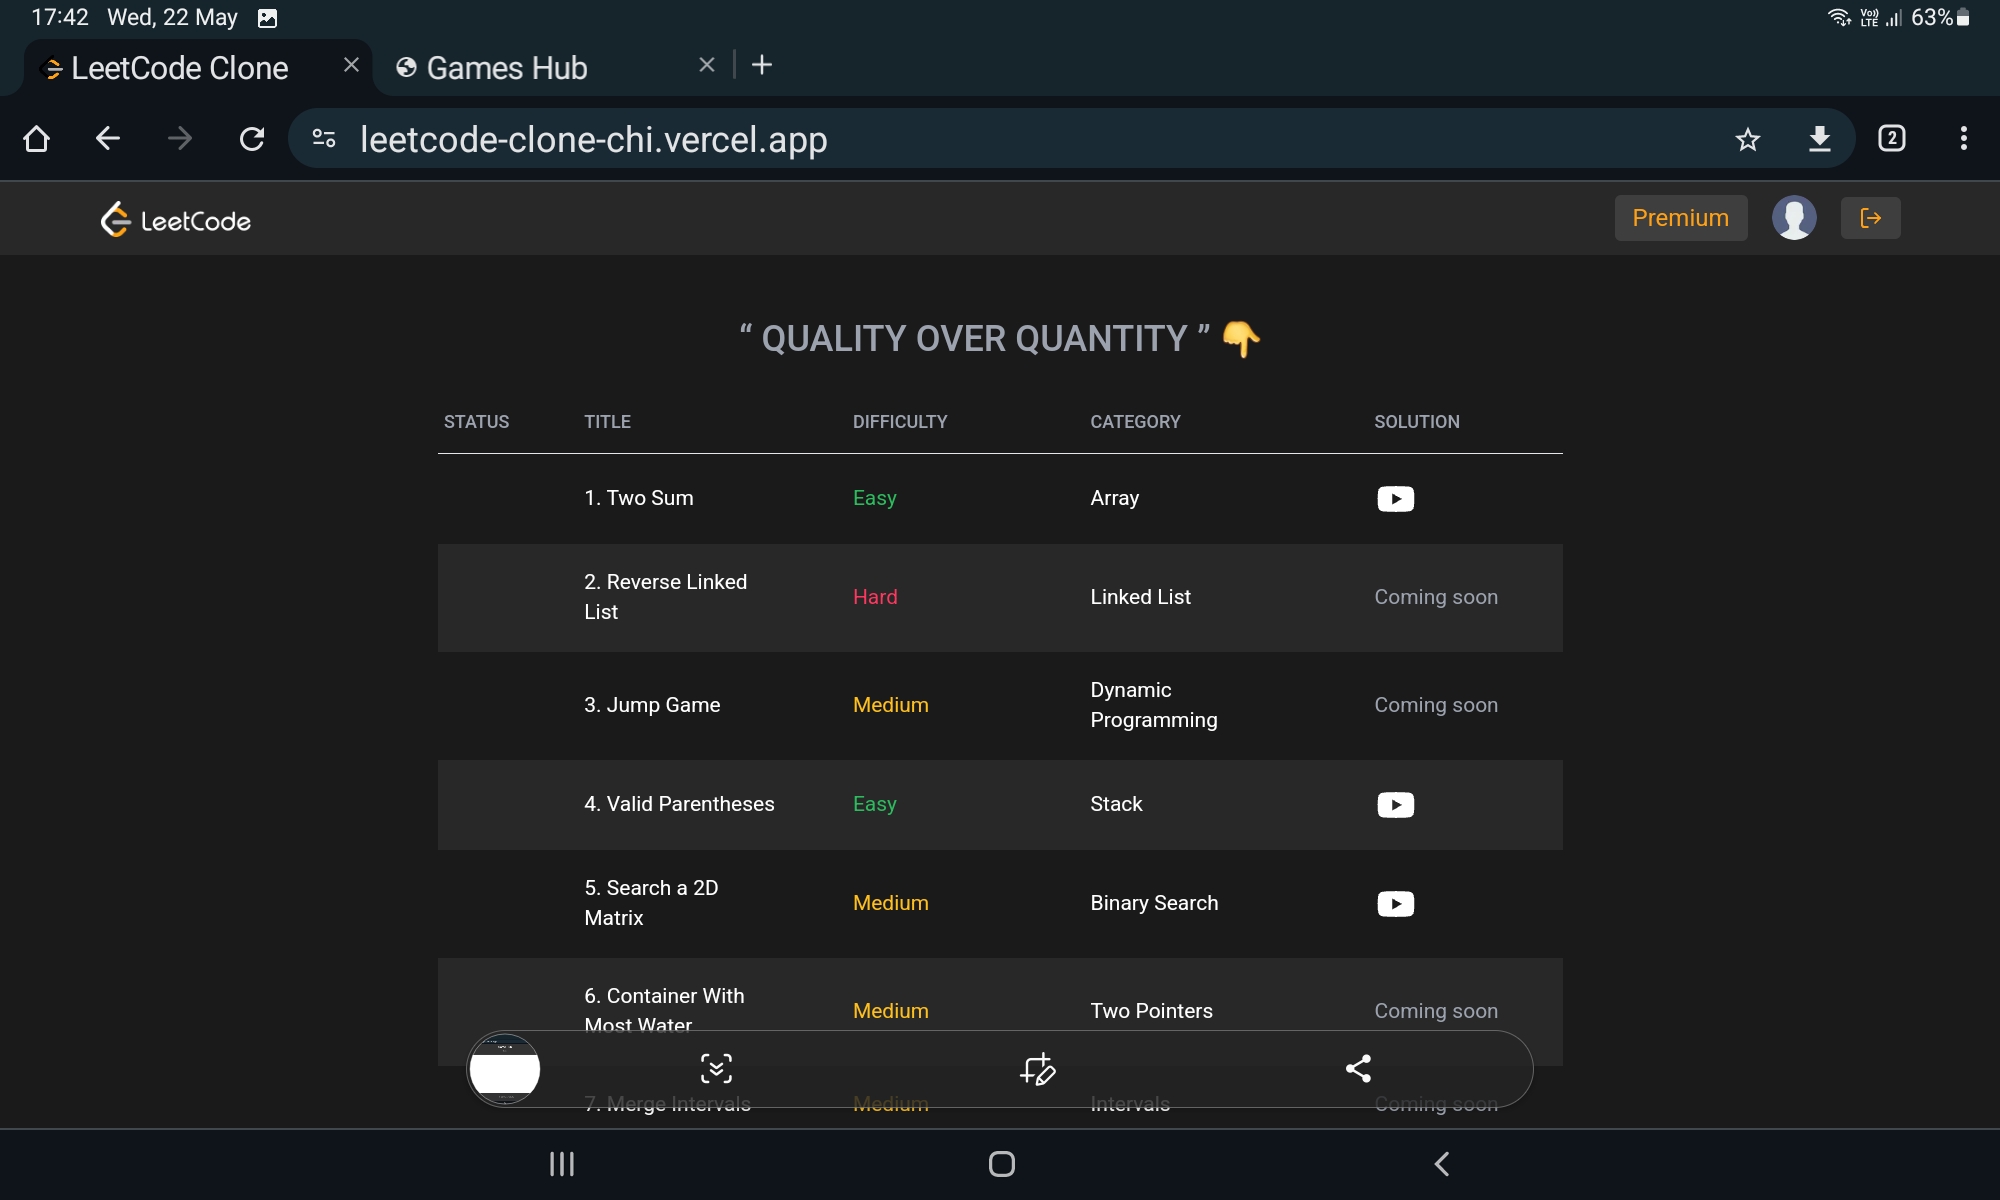 17:42 Wed, 22 May
Vo))
LTE
63%
LeetCode Clone
Games Hub
leetcode-clone-chi.vercel.app
2
LeetCode
Premium
“ QUALITY OVER QUANTITY ” 👇
STATUS TITLE DIFFICULTY CATEGORY SOLUTION
1. Two Sum Easy Array
2. Reverse Linked
List
Hard Linked List Coming soon
3. Jump Game Medium
Dynamic
Programming
Coming soon
4. Valid Parentheses Easy Stack
5. Search a 2D
Matrix
Medium Binary Search
6. Container With
Most Water
Medium Two Pointers Coming soon
7. Merge Intervals Medium Intervals Coming soon